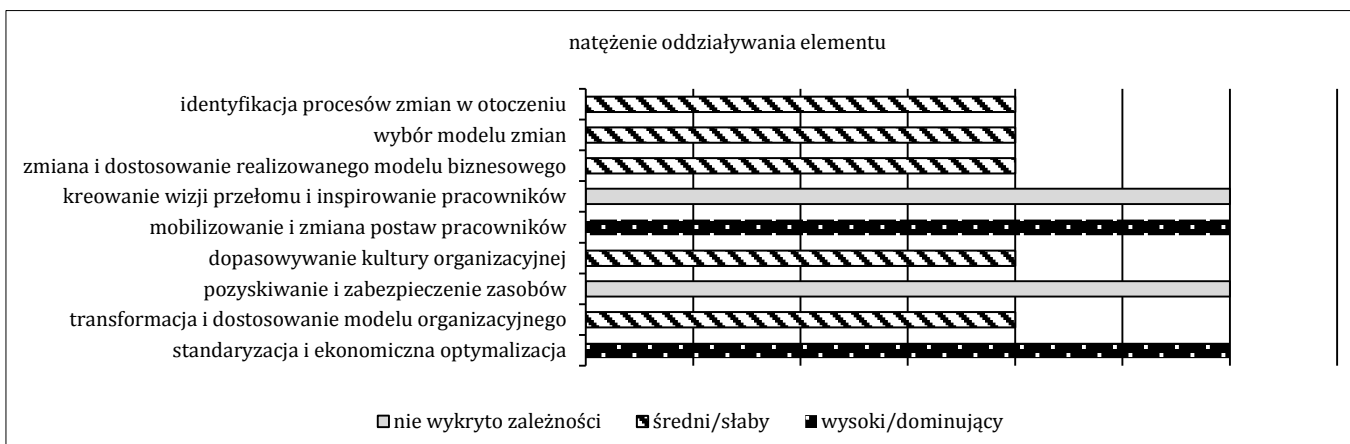 natężenie oddziaływania elementu
identyfikacja procesów zmian w otoczeniu
wybór modelu zmian
zmiana i dostosowanie realizowanego modelu biznesowego
kreowanie wizji przełomu i inspirowanie pracowników
mobilizowanie i zmiana postaw pracowników
dopasowywanie kultury organizacyjnej
pozyskiwanie i zabezpieczenie zasobów
transformacja i dostosowanie modelu organizacyjnego
standaryzacja i ekonomiczna optymalizacja
nie wykryto zależności średni/słaby wysoki/dominujący